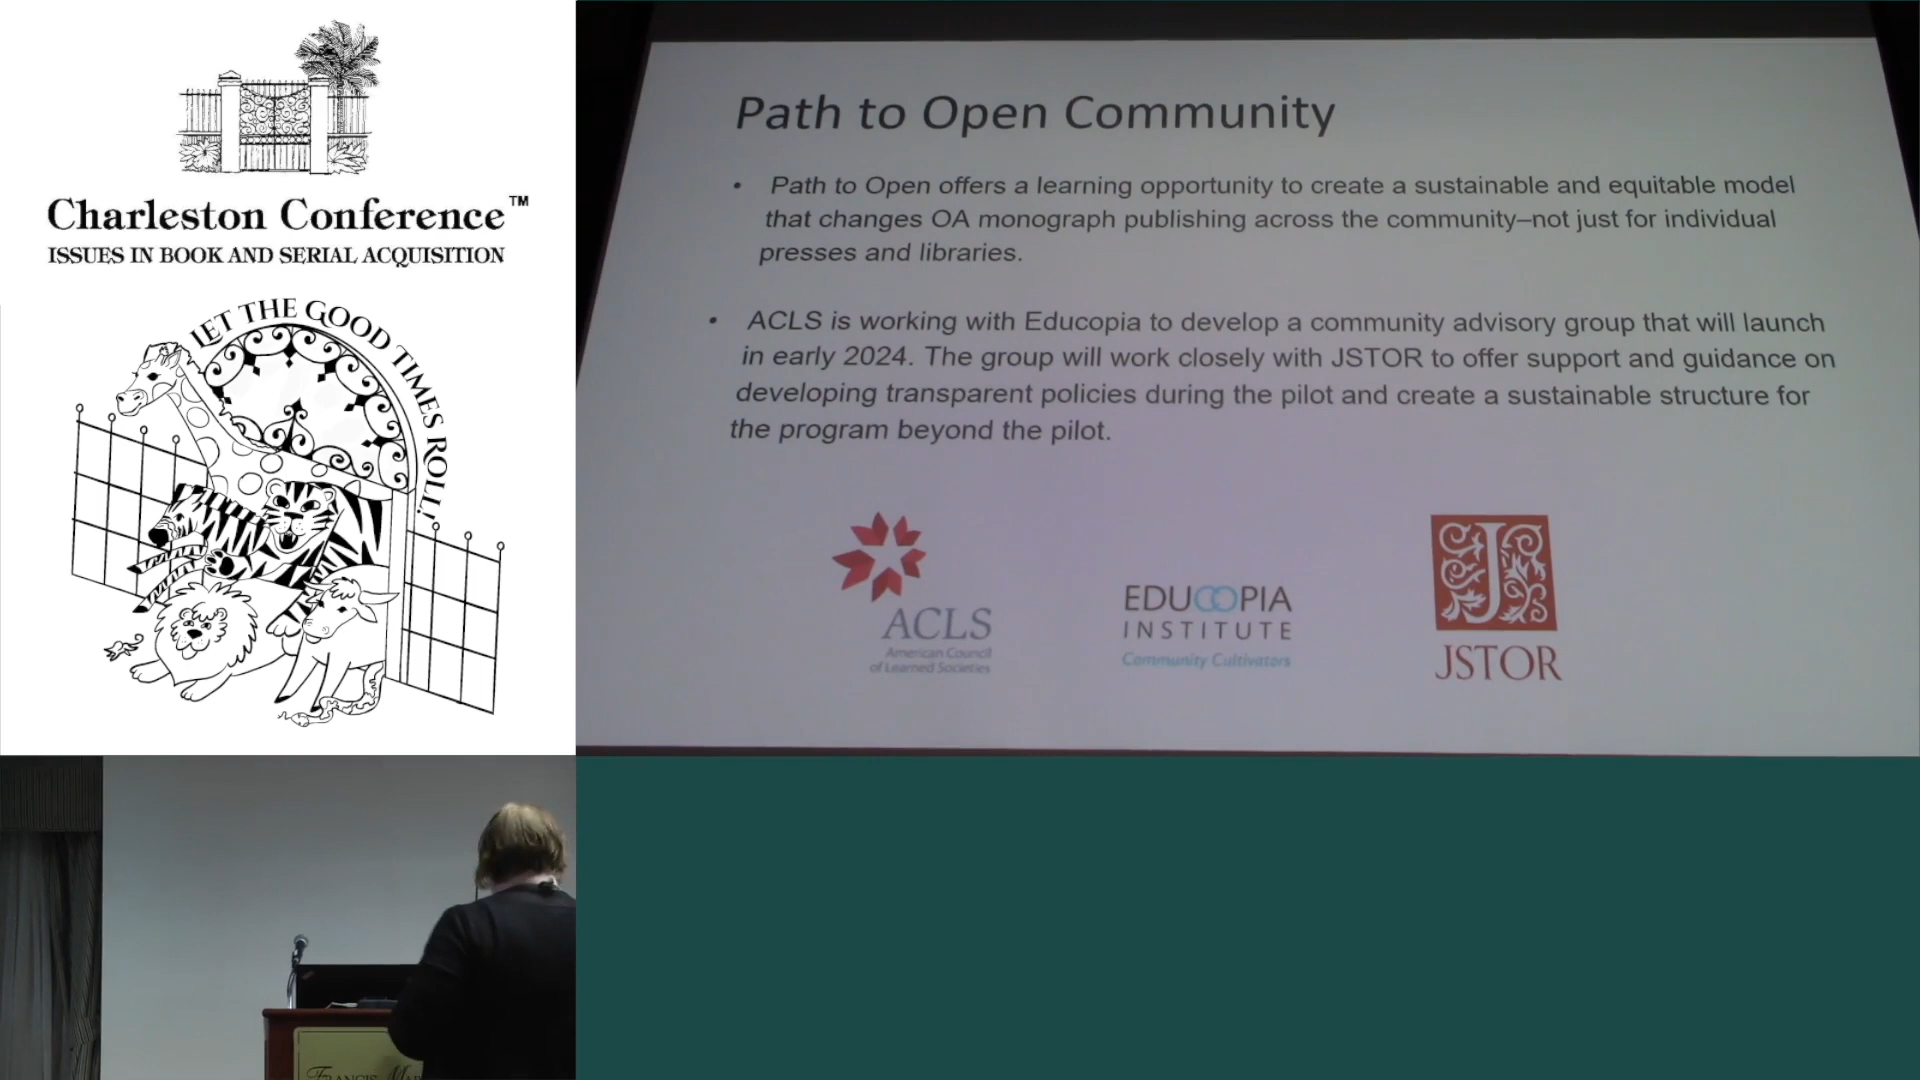 Charleston Conference™
ISSUES IN BOOK AND SERIAL ACQUISITION
LET THE GOOD TIMES ROLL!
Path to Open Community
• Path to Open offers a learning opportunity to create a sustainable and equitable model
that changes OA monograph publishing across the community–not just for individual
presses and libraries.
• ACLS is working with Educopia to develop a community advisory group that will launch
in early 2024. The group will work closely with JSTOR to offer support and guidance on
developing transparent policies during the pilot and create a sustainable structure for
the program beyond the pilot.
ACLS
American Council
of Learned Societies
EDUCOPIA
INSTITUTE
Community Cultivators
J
JSTOR
FRANCIS MAR